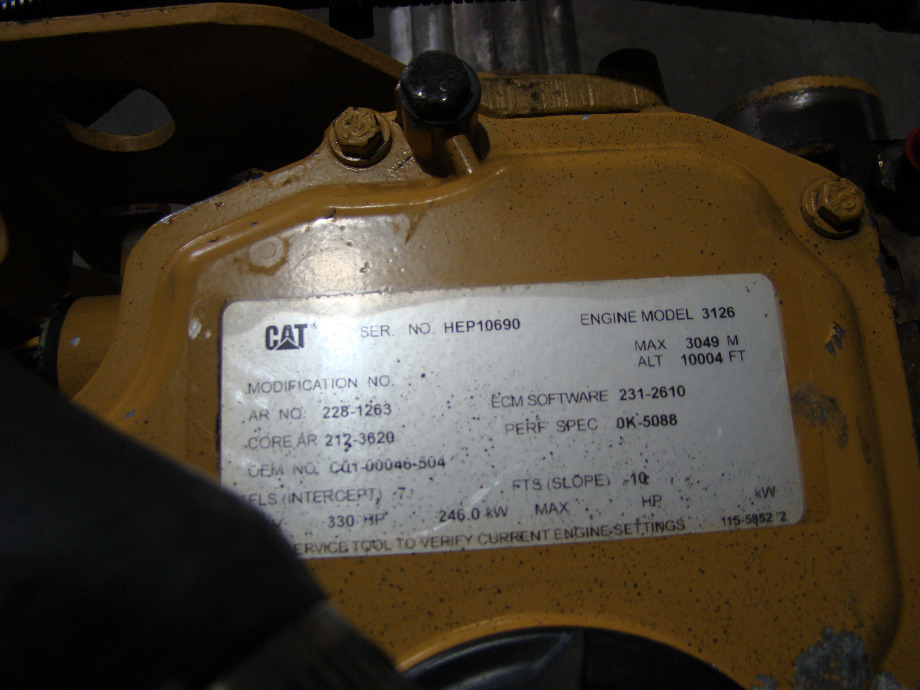 CAT SER. NO. HEP10690 ENGINE MODEL 3126
MAX 3049 M
ALT 10004 FT
MODIFICATION NO.
AR NO. 228-1263 ECM SOFTWARE 231-2610
CORE AR 212-3620 PERF SPEC 0K-5088
OEM NO. C01-00046-504
FLS (INTERCEPT) -7 FTS (SLOPE) -10
330 HP 246.0 kW MAX HP kW
SERVICE TOOL TO VERIFY CURRENT ENGINE SETTINGS 115-5852 2